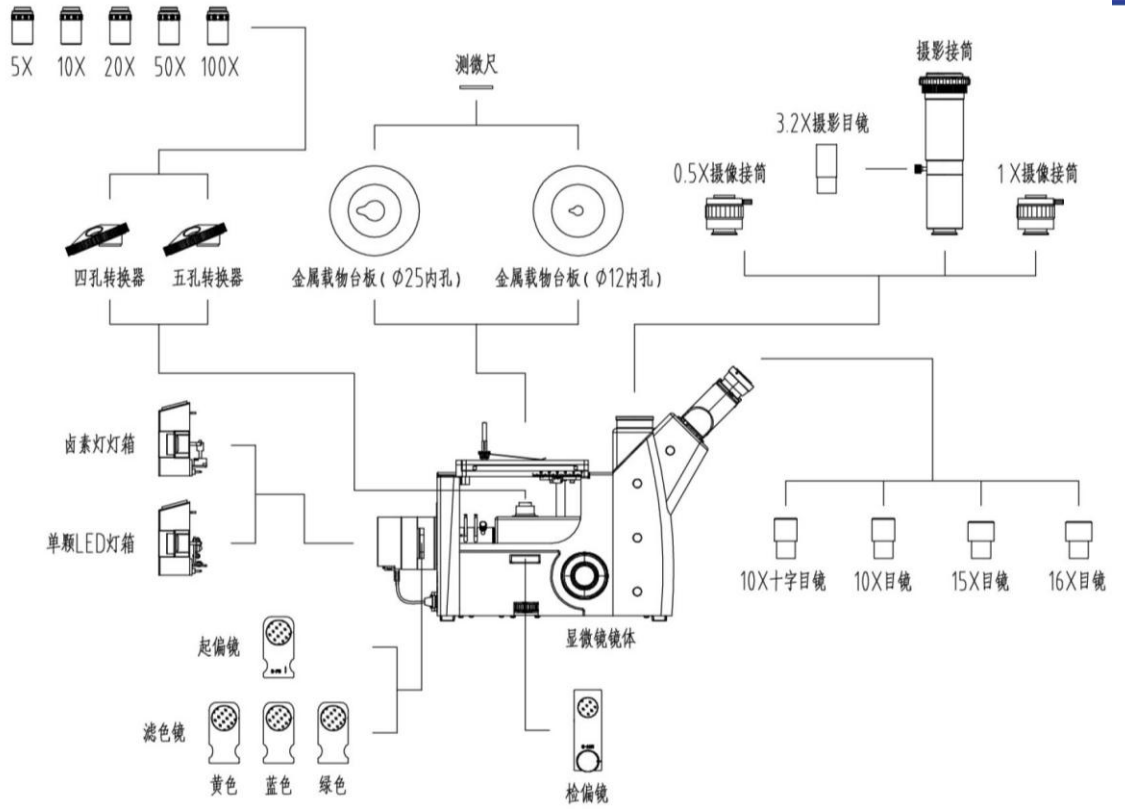 5X 10X 20X 50X 100X
测微尺
摄影接筒
3.2X摄影目镜
0.5X摄像接筒
1X摄像接筒
四孔转换器
五孔转换器
金属载物台板(Φ25内孔)
金属载物台板(Φ12内孔)
卤素灯灯箱
单颗LED灯箱
10X十字目镜
10X目镜
15X目镜
16X目镜
显微镜镜体
起偏镜
滤色镜
黄色
蓝色
绿色
检偏镜